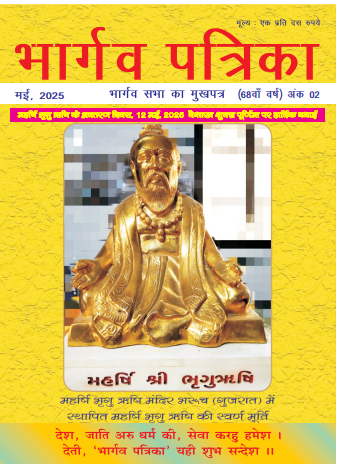 मूल्य : एक प्रति दस रुपये
भार्गव पत्रिका
मई, 2025 भार्गव सभा का मुखपत्र (68वाँ वर्ष) अंक 02
महर्षि भृगु ऋषि के अवतरण दिवस, 12 मई, 2025 वैशाख शुक्ल पूर्णिमा पर हार्दिक बधाई
महर्षि श्री भृगुऋषि
महर्षि भृगु ऋषि मंदिर भरूच (गुजरात) में
स्थापित महर्षि भृगु ऋषि की स्वर्ण मूर्ति
देश, जाति अरु धर्म की, सेवा करहु हमेश ।
देती, 'भार्गव पत्रिका' यही शुभ सन्देश ।।